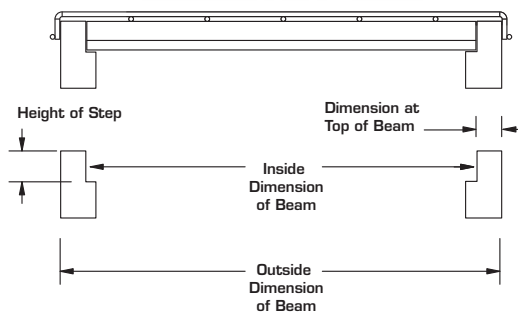 Height of Step
Dimension at
Top of Beam
Inside
Dimension
of Beam
Outside
Dimension
of Beam